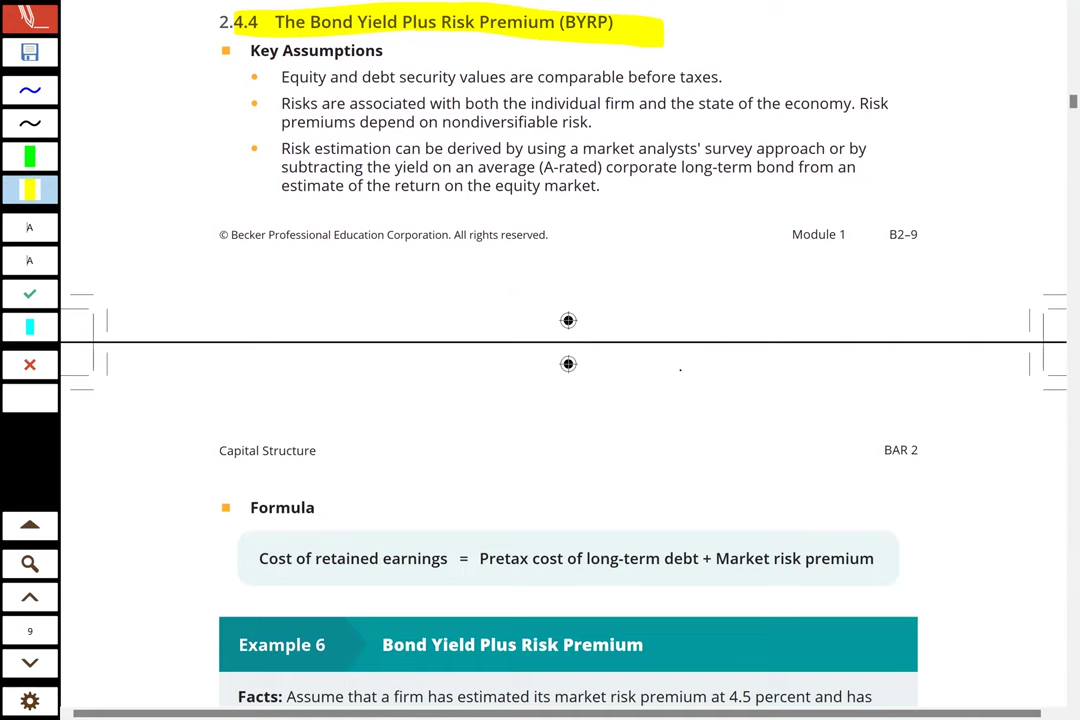 2.4.4 The Bond Yield Plus Risk Premium (BYRP)
Key Assumptions
Equity and debt security values are comparable before taxes.
Risks are associated with both the individual firm and the state of the economy. Risk
premiums depend on nondiversifiable risk.
Risk estimation can be derived by using a market analysts' survey approach or by
subtracting the yield on an average (A-rated) corporate long-term bond from an
estimate of the return on the equity market.
© Becker Professional Education Corporation. All rights reserved. Module 1 B2–9
Capital Structure BAR 2
Formula
Cost of retained earnings = Pretax cost of long-term debt + Market risk premium
Example 6 Bond Yield Plus Risk Premium
Facts: Assume that a firm has estimated its market risk premium at 4.5 percent and has
A
A
9